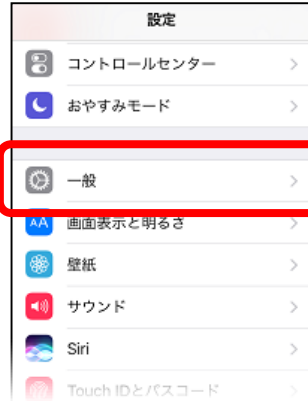 設定
コントロールセンター
おやすみモード
一般
AA
画面表示と明るさ
壁紙
サウンド
Siri
Touch IDとパスコード